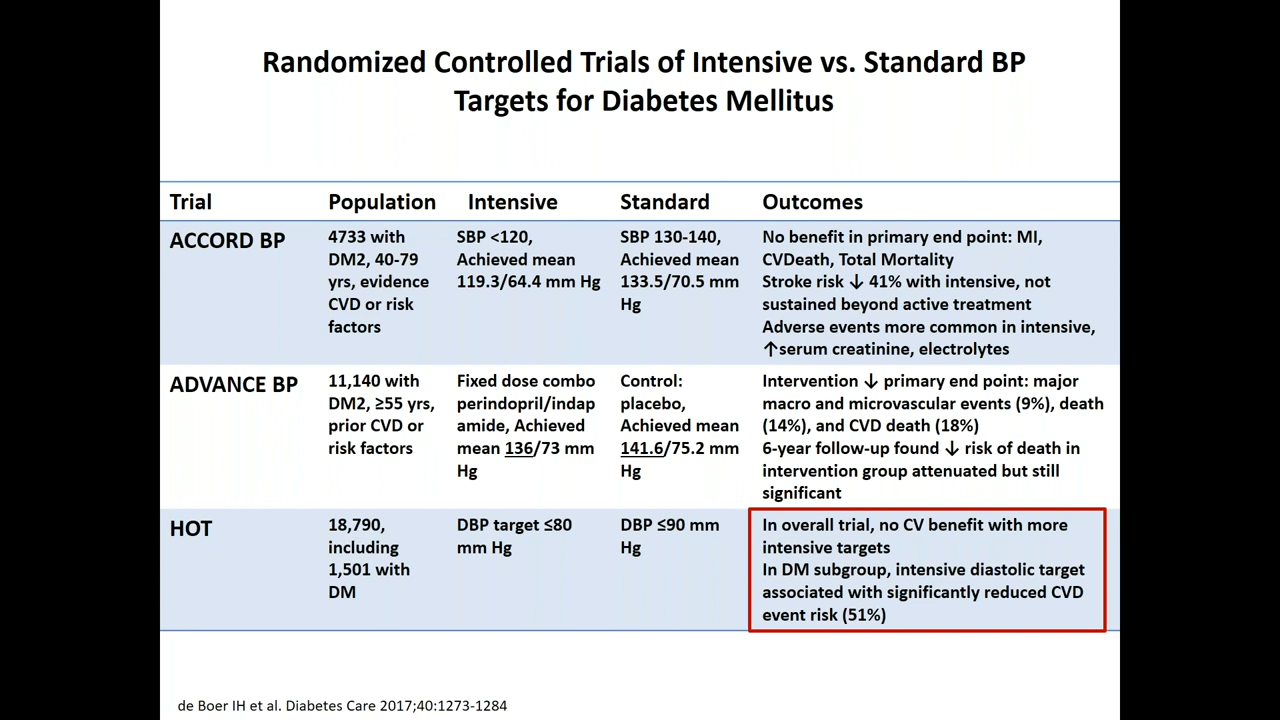 Randomized Controlled Trials of Intensive vs. Standard BP
Targets for Diabetes Mellitus
Trial
Population
Intensive
Standard
Outcomes
ACCORD BP
4733 with
DM2, 40-79
yrs, evidence
CVD or risk
factors
SBP <120,
Achieved mean
119.3/64.4 mm Hg
SBP 130-140,
Achieved mean
133.5/70.5 mm
Hg
No benefit in primary end point: MI,
CVDeath, Total Mortality
Stroke risk ↓ 41% with intensive, not
sustained beyond active treatment
Adverse events more common in intensive,
↑serum creatinine, electrolytes
ADVANCE BP
11,140 with
DM2, ≥55 yrs,
prior CVD or
risk factors
Fixed dose combo
perindopril/indap
amide, Achieved
mean 136/73 mm
Hg
Control:
placebo,
Achieved mean
141.6/75.2 mm
Hg
Intervention ↓ primary end point: major
macro and microvascular events (9%), death
(14%), and CVD death (18%)
6-year follow-up found ↓ risk of death in
intervention group attenuated but still
significant
HOT
18,790,
including
1,501 with
DM
DBP target ≤80
mm Hg
DBP ≤90 mm
Hg
In overall trial, no CV benefit with more
intensive targets
In DM subgroup, intensive diastolic target
associated with significantly reduced CVD
event risk (51%)
de Boer IH et al. Diabetes Care 2017;40:1273-1284